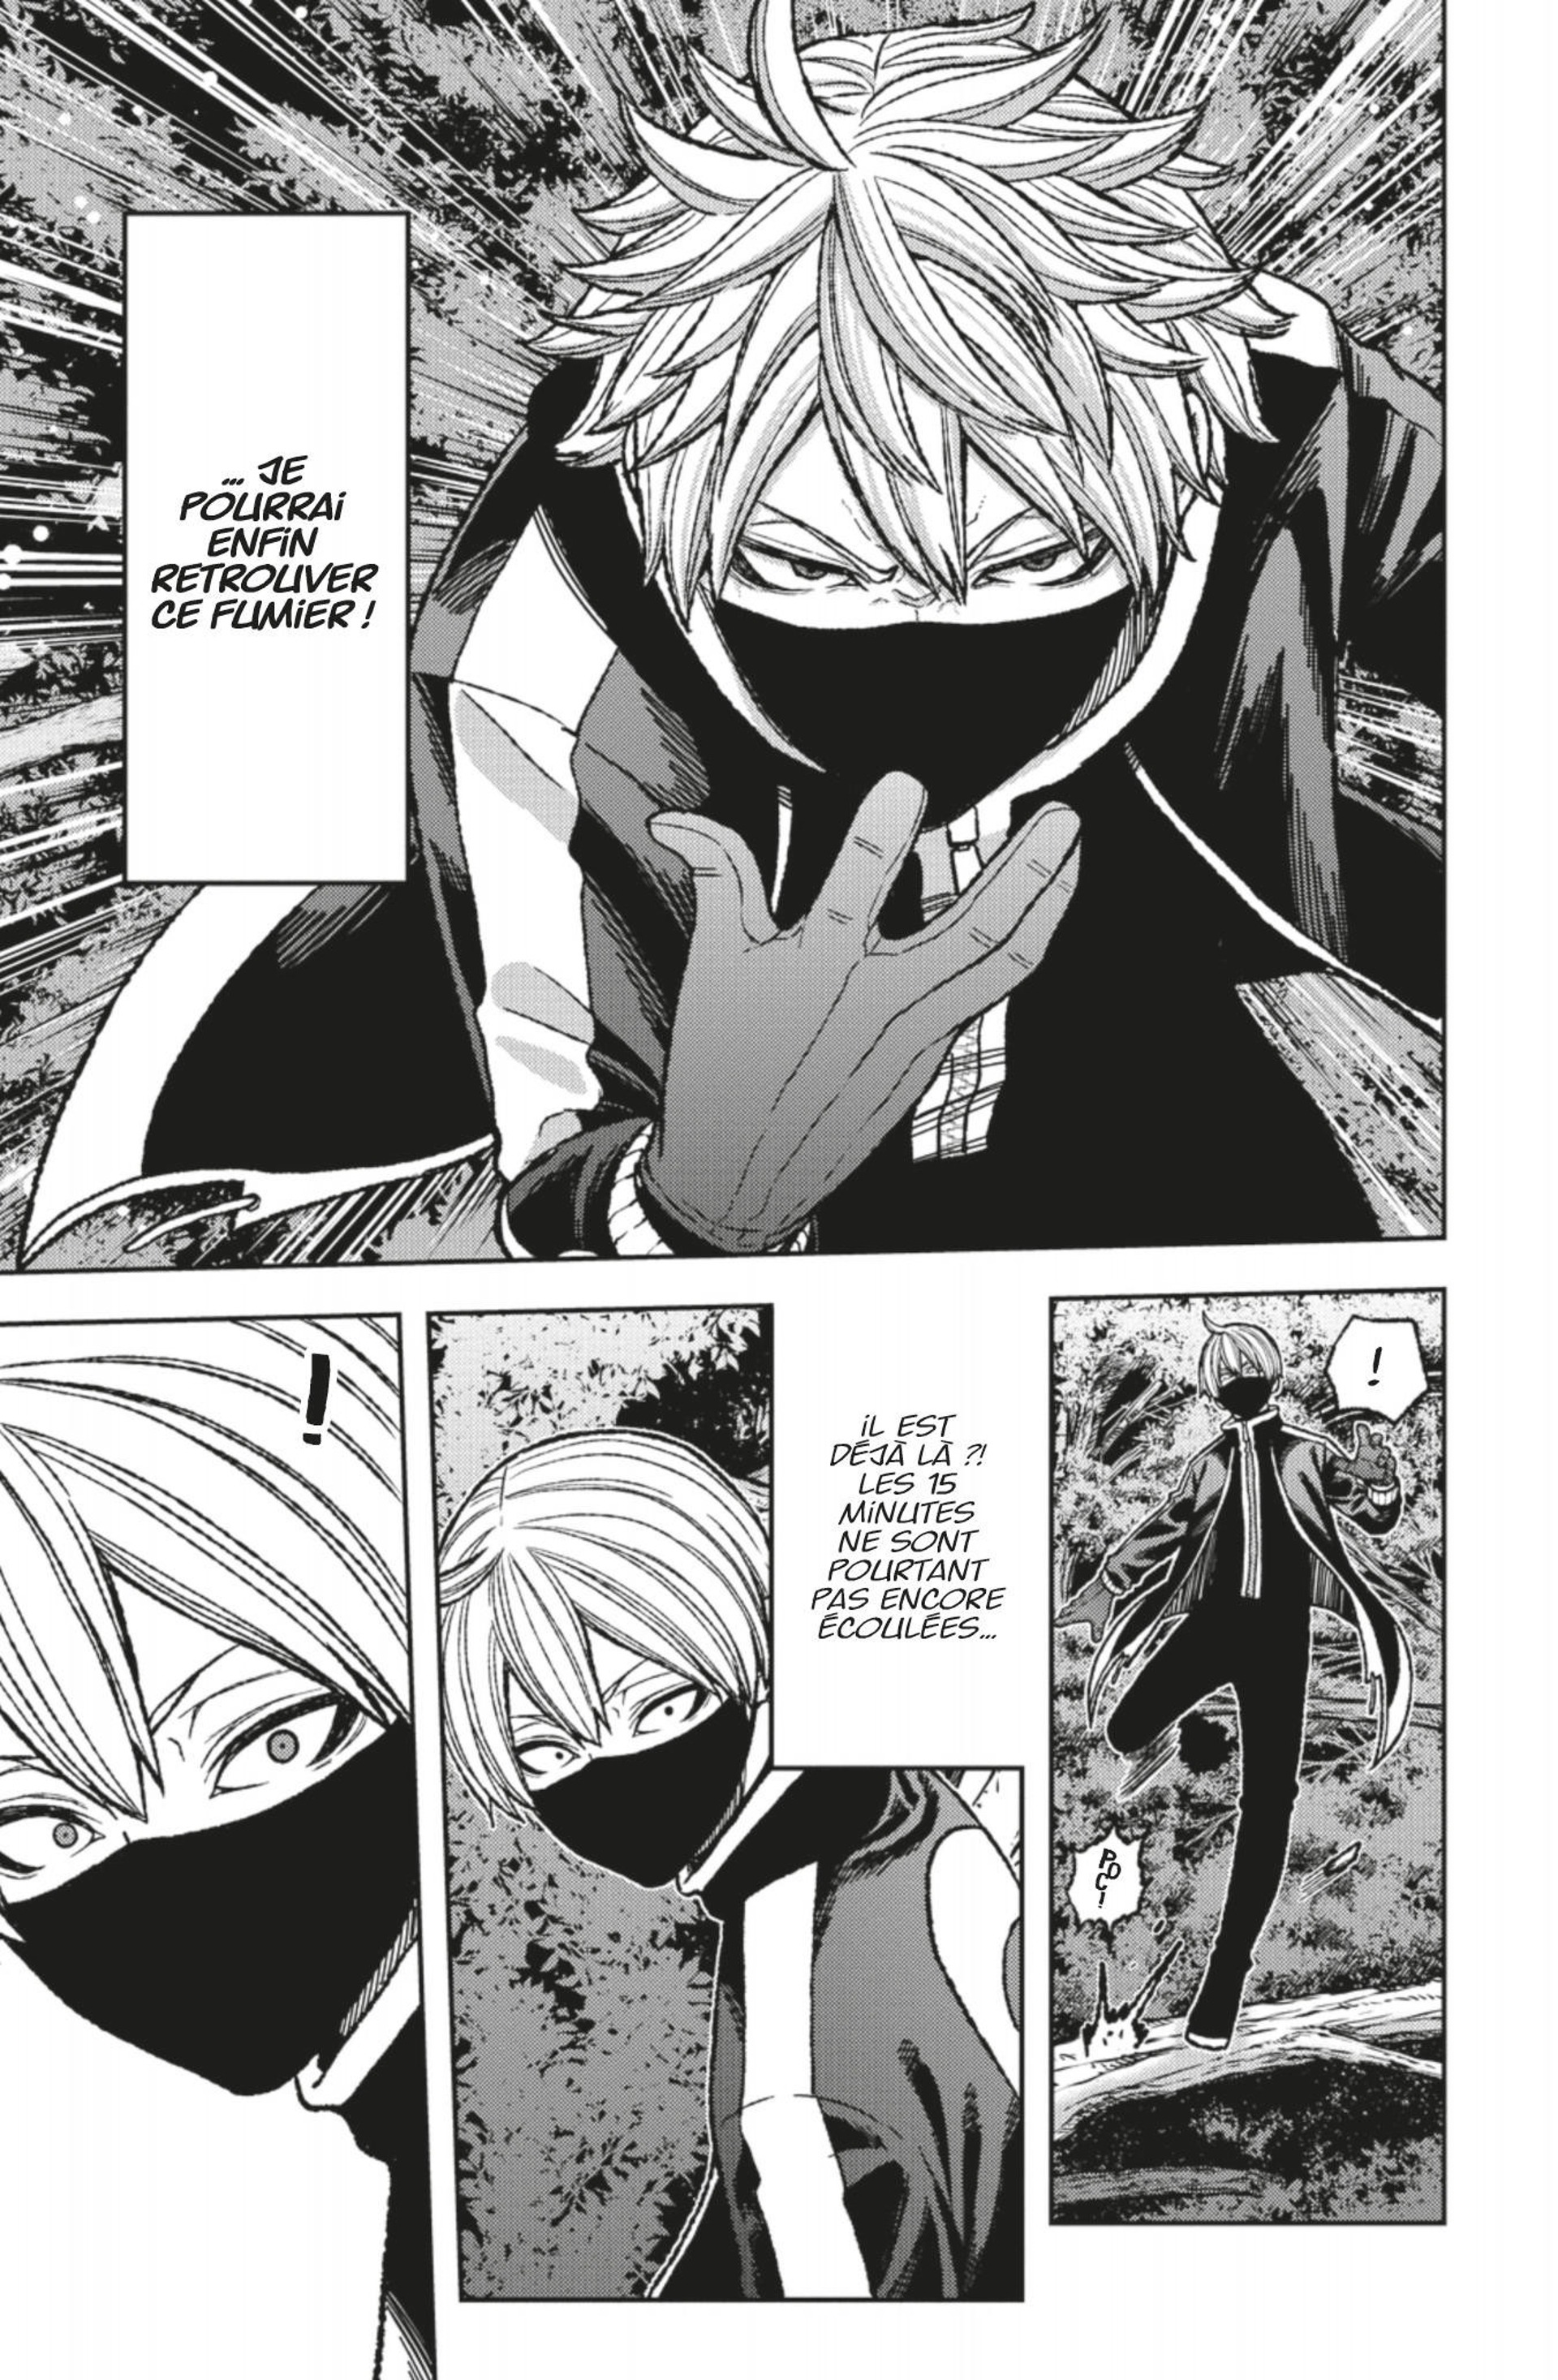 ... JE
POURRAI
ENFIN
RETROUVER
CE FUMIER !
!
POC!
IL EST
DÉJÀ LÀ ?!
LES 15
MINUTES
NE SONT
POURTANT
PAS ENCORE
ÉCOULÉES...
!